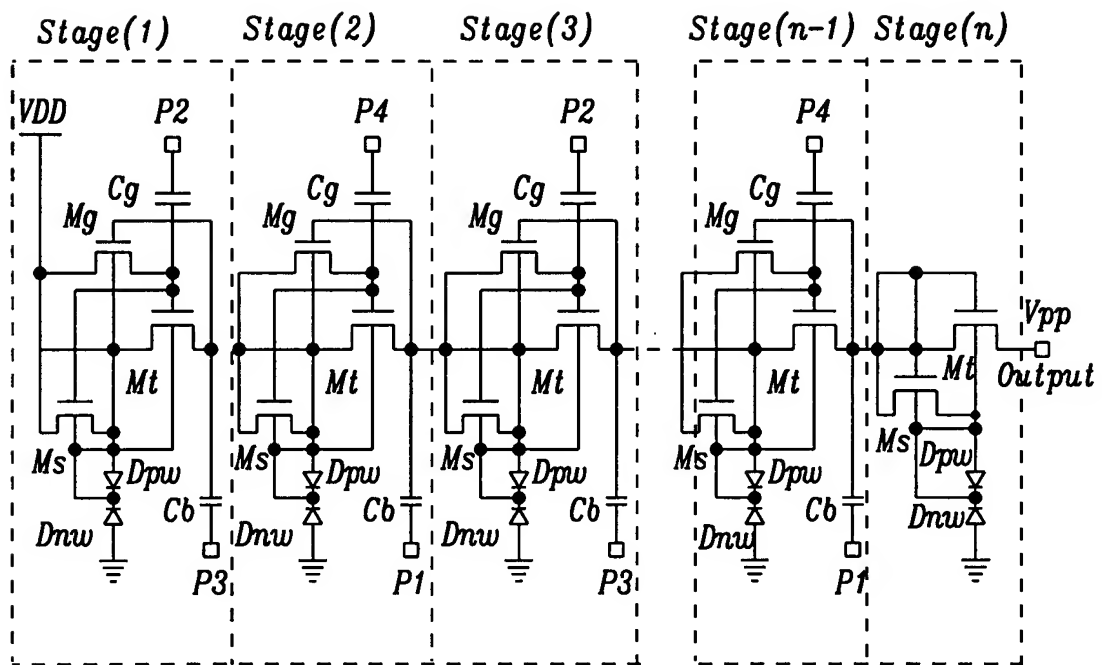 Stage(1) Stage(2) Stage(3) Stage(n-1) Stage(n)
VDD P2 P4 P2 P4
Cg Cg Cg Cg
Mg Mg Mg Mg
Vpp
Mt Mt Mt Mt Mt Output
Ms Dpw Ms Dpw Ms Dpw Ms Dpw Ms Dpw
Dnw Cb Dnw Cb Dnw Cb Dnw Cb Dnw
P3 P1 P3 P1